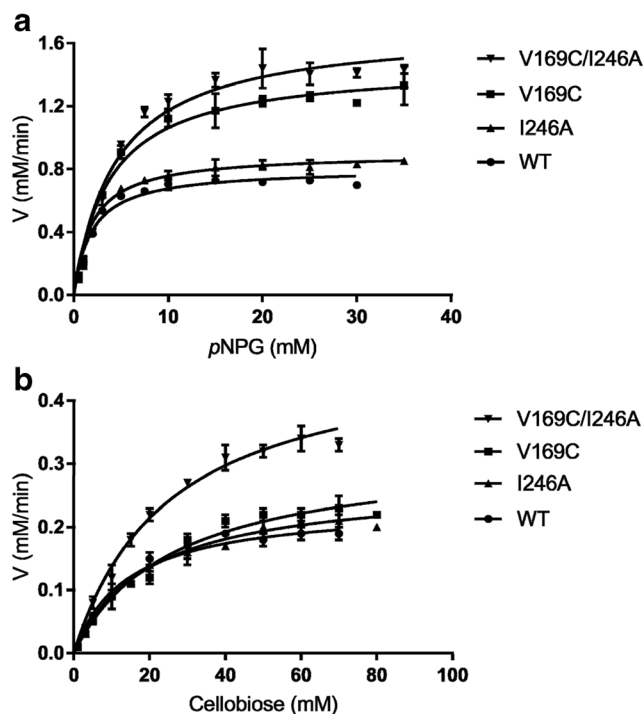 a
1.6
1.2
0.8
0.4
0.0
V (mM/min)
0 10 20 30 40
pNPG (mM)
V169C/I246A
V169C
I246A
WT
b
0.4
0.3
0.2
0.1
0.0
V (mM/min)
0 20 40 60 80 100
Cellobiose (mM)
V169C/I246A
V169C
I246A
WT